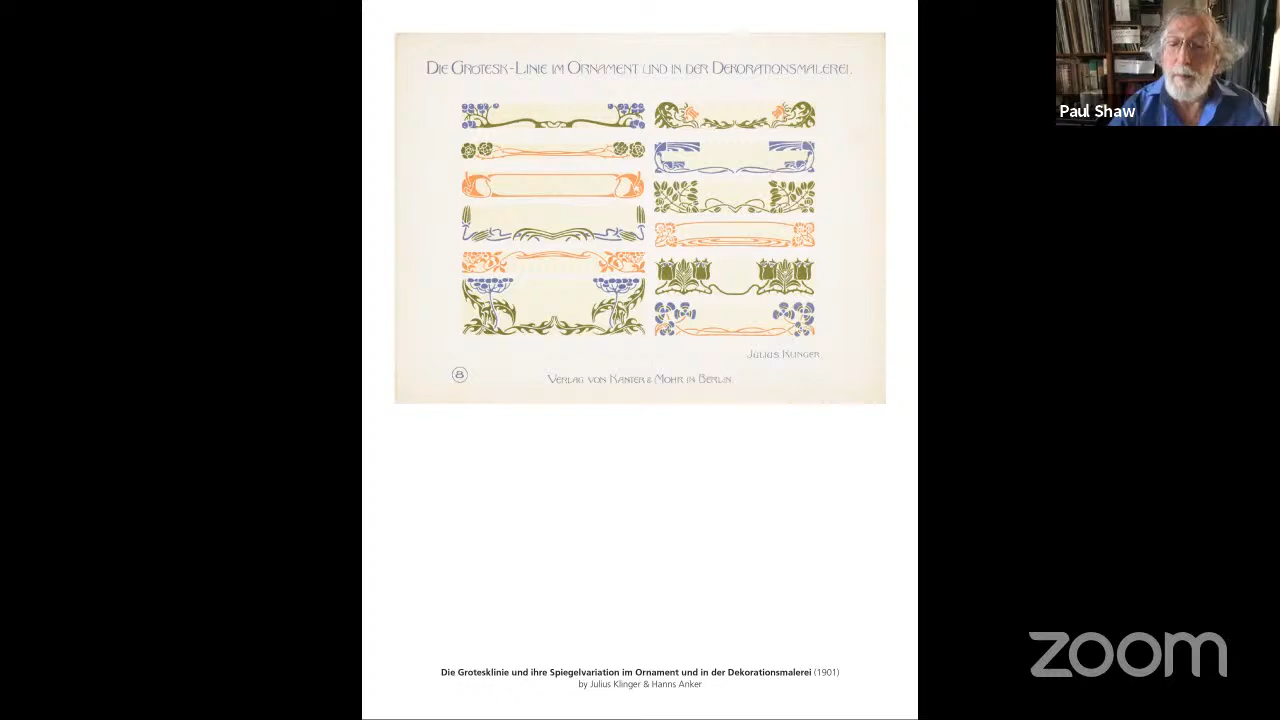 Die Grotesk-Linie im Ornament und in der Dekorationsmalerei.
Julius Klinger
8
Verlag von Kanter & Mohr in Berlin
Die Grotesklinie und ihre Spiegelvariation im Ornament und in der Dekorationsmalerei (1901)
by Julius Klinger & Hanns Anker
Paul Shaw
zoom